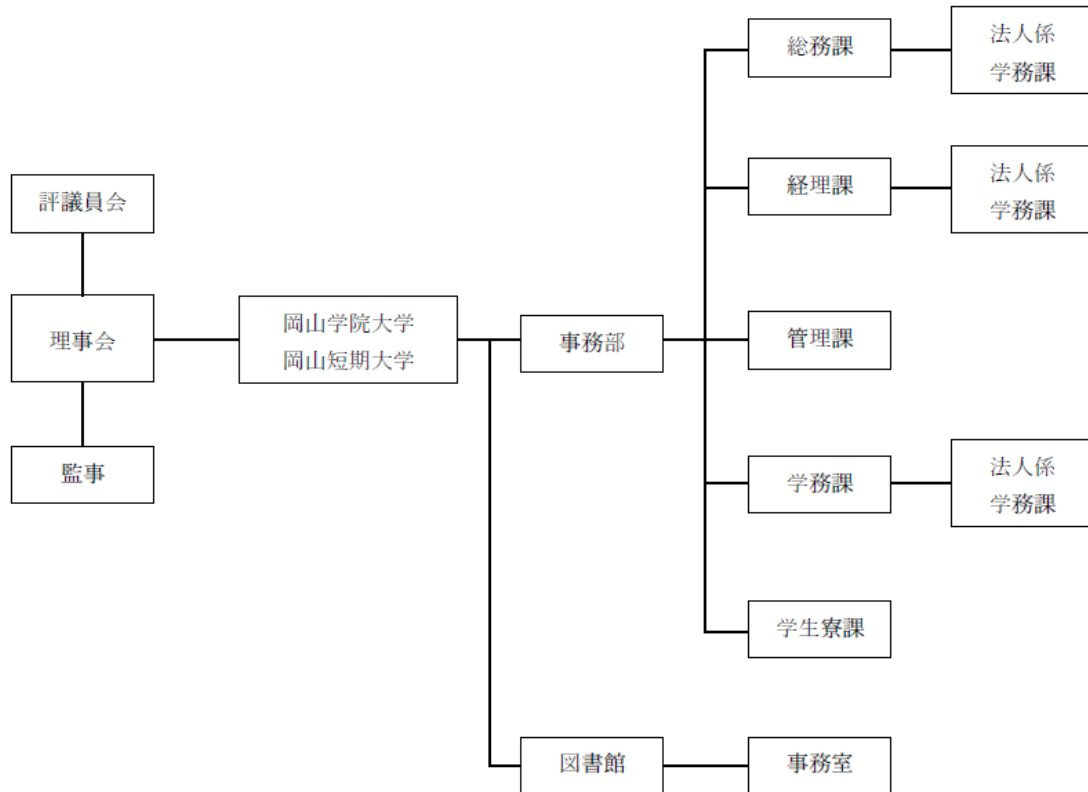 評議員会
理事会
監事
岡山学院大学
岡山短期大学
事務部
総務課
法人係
学務課
経理課
法人係
学務課
管理課
学務課
法人係
学務課
学生寮課
図書館
事務室